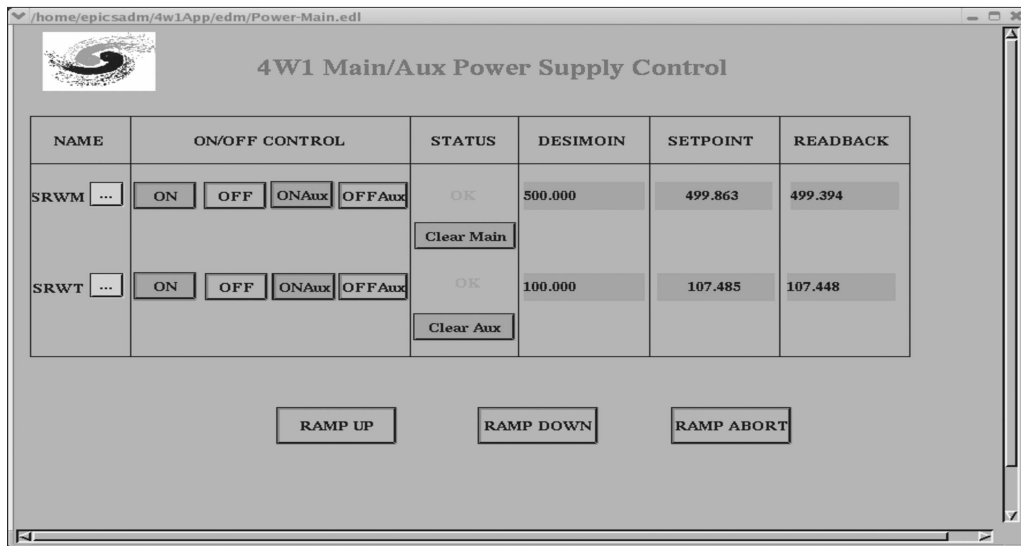 /home/epicsadm/4w1App/edm/Power-Main.edl
4W1 Main/Aux Power Supply Control
NAME ON/OFF CONTROL STATUS DESIMOIN SETPOINT READBACK
SRWM ... ON OFF ONAux OFFAux OK 500.000 499.863 499.394
Clear Main
SRWT ... ON OFF ONAux OFFAux OK 100.000 107.485 107.448
Clear Aux
RAMP UP RAMP DOWN RAMP ABORT